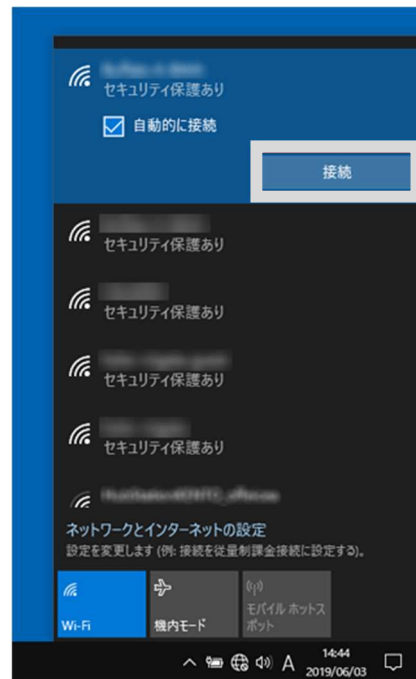 セキュリティ保護あり
自動的に接続
接続
セキュリティ保護あり
セキュリティ保護あり
セキュリティ保護あり
セキュリティ保護あり
ネットワークとインターネットの設定
設定を変更します (例: 接続を従量制課金接続に設定する)。
Wi-Fi
機内モード
モバイル ホットス
ポット
A
14:44
2019/06/03